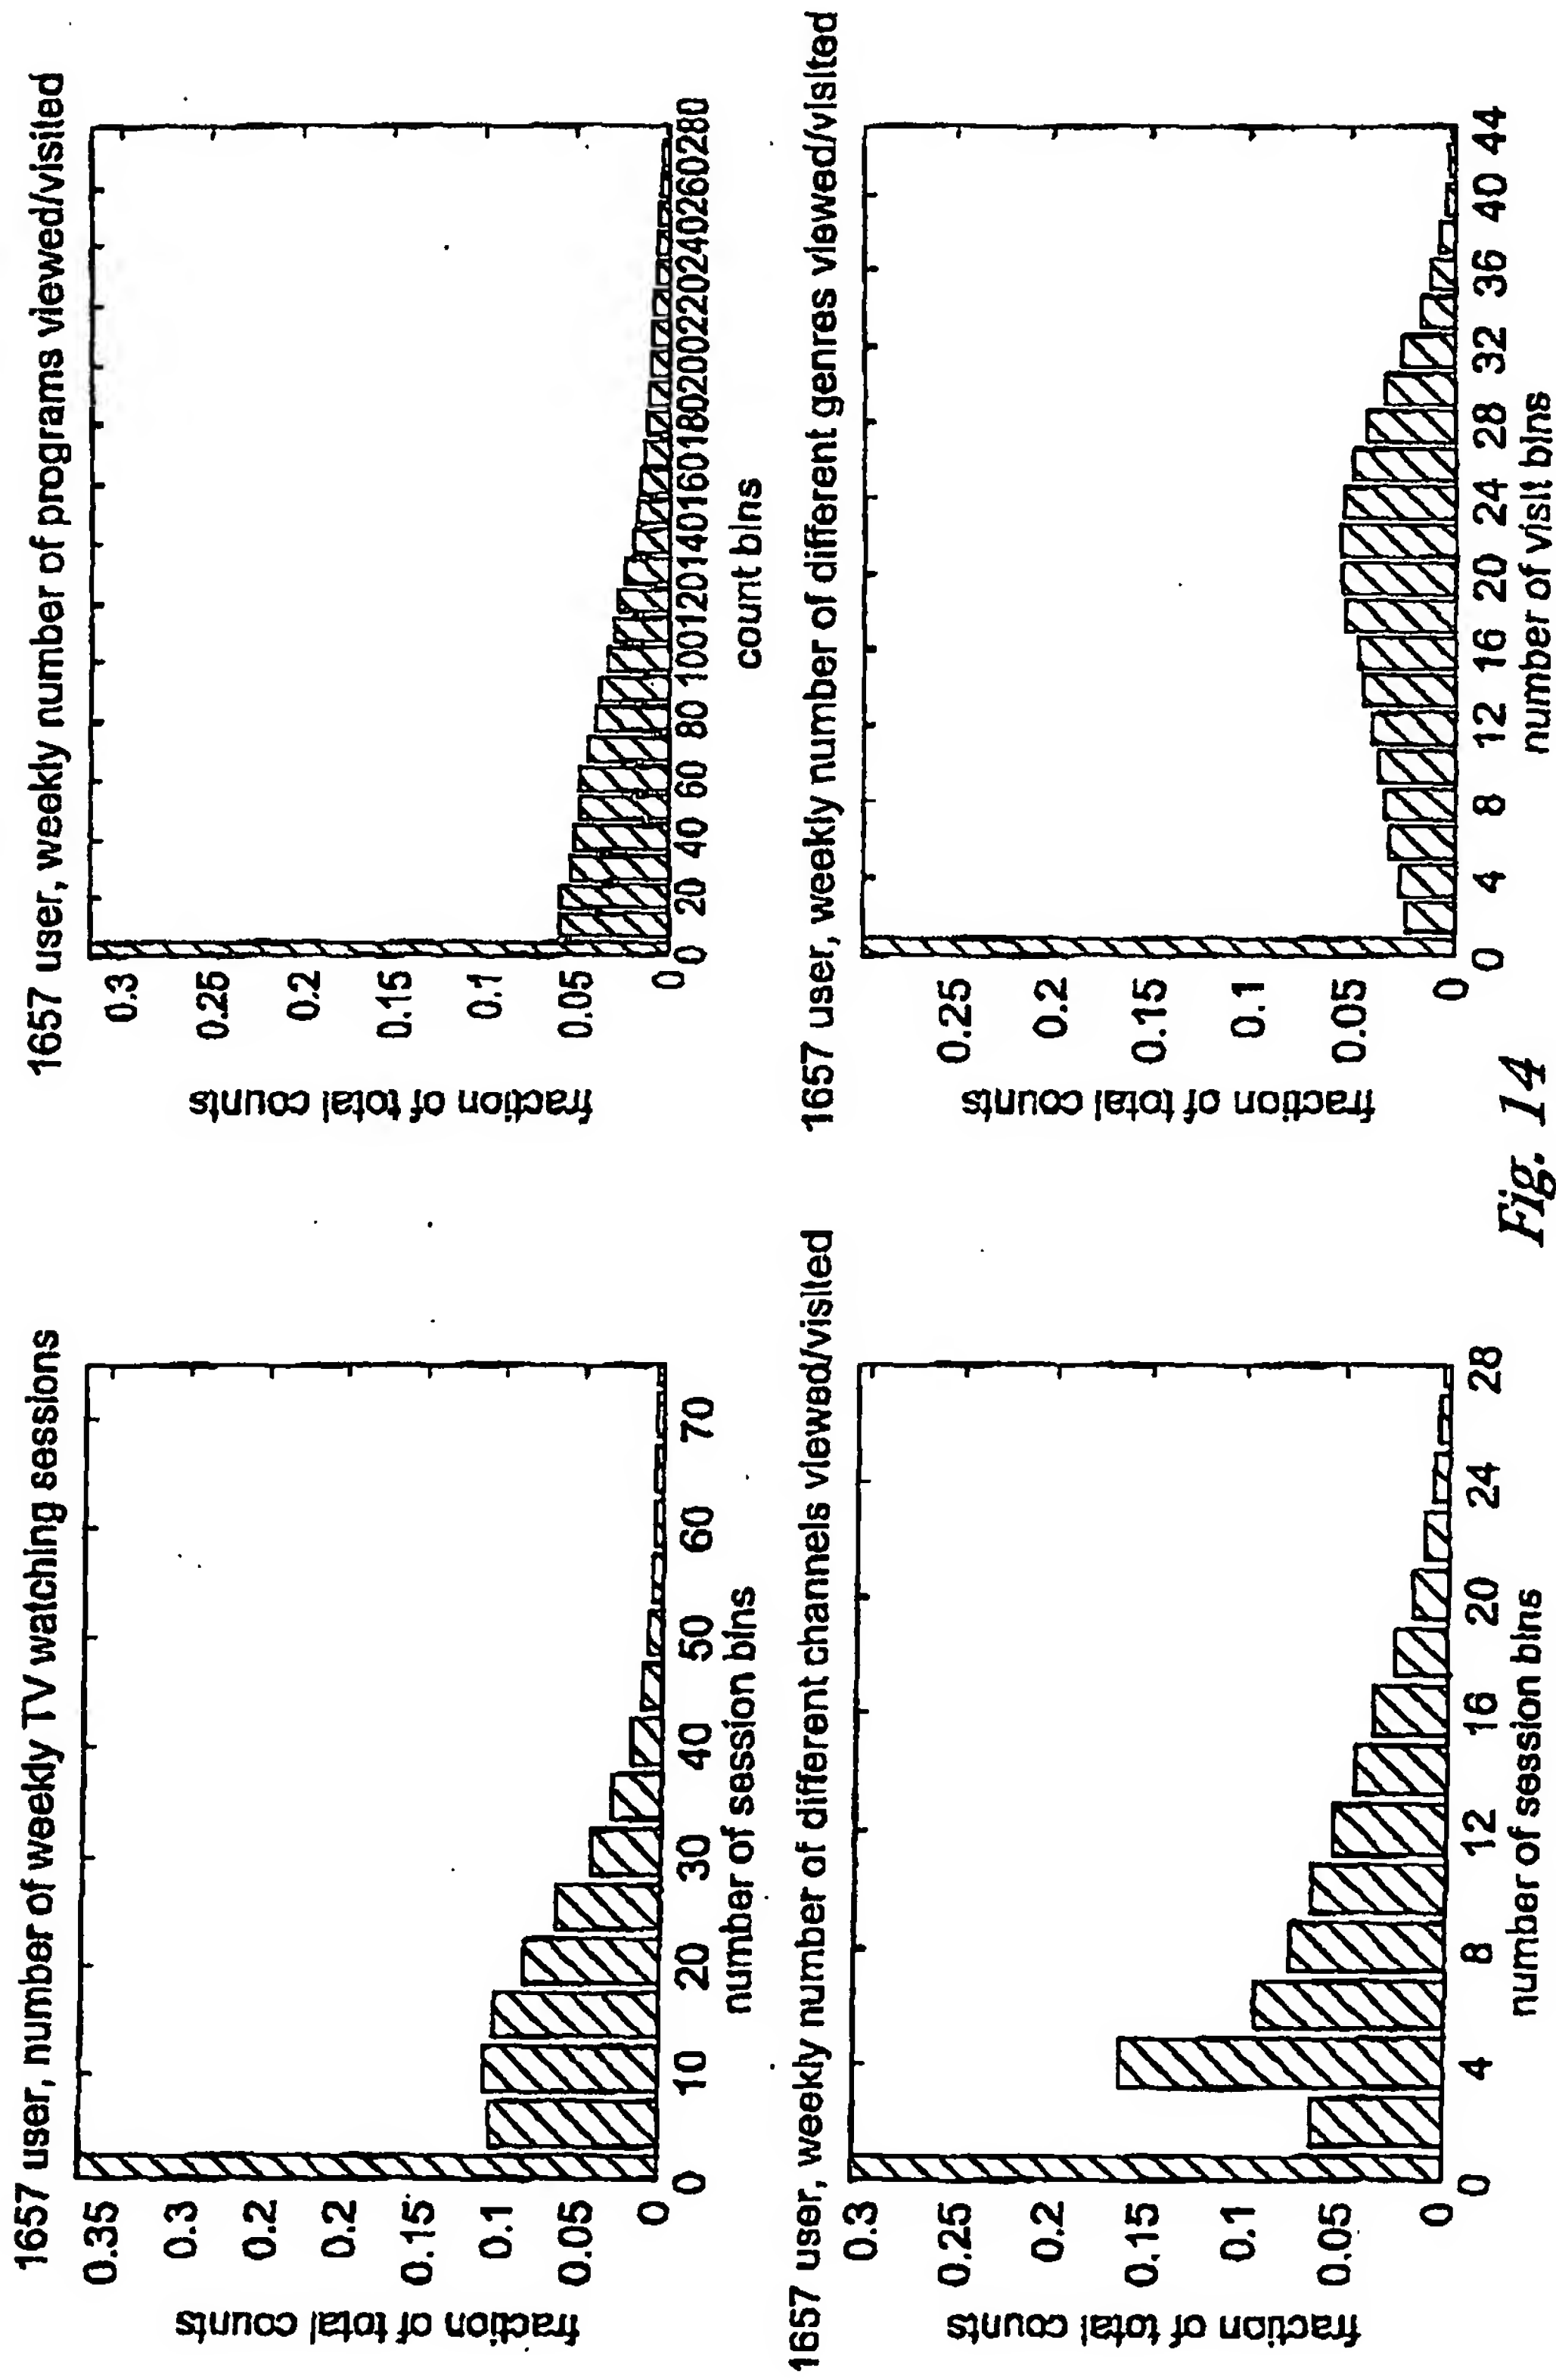 1657 user, number of weekly TV watching sessions
fraction of total counts
0.35
0.3
0.2
0.2
0.15
0.1
0.05
0
0 10 20 30 40 50 60 70
number of session bins
1657 user, weekly number of programs viewed/visited
fraction of total counts
0.3
0.25
0.2
0.15
0.1
0.05
0
0 20 40 60 80 100120140160180200220240260280
count bins
1657 user, weekly number of different channels viewed/visited
fraction of total counts
0.3
0.25
0.2
0.15
0.1
0.05
0
0 4 8 12 16 20 24 28
number of session bins
1657 user, weekly number of different genres viewed/visited
fraction of total counts
0.25
0.2
0.15
0.1
0.05
0
0 4 8 12 16 20 24 28 32 36 40 44
number of visit bins
Fig. 14